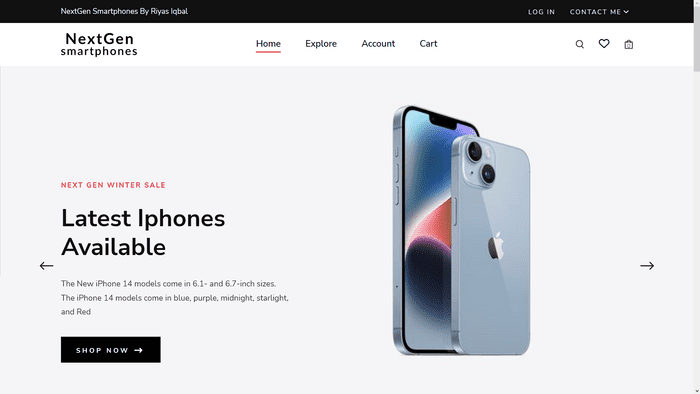 NextGen Smartphones By Riyas Iqbal
LOG IN
CONTACT ME
NextGen
smartphones
Home
Explore
Account
Cart
0
NEXT GEN WINTER SALE
Latest Iphones
Available
The New iPhone 14 models come in 6.1- and 6.7-inch sizes.
The iPhone 14 models come in blue, purple, midnight, starlight,
and Red
SHOP NOW